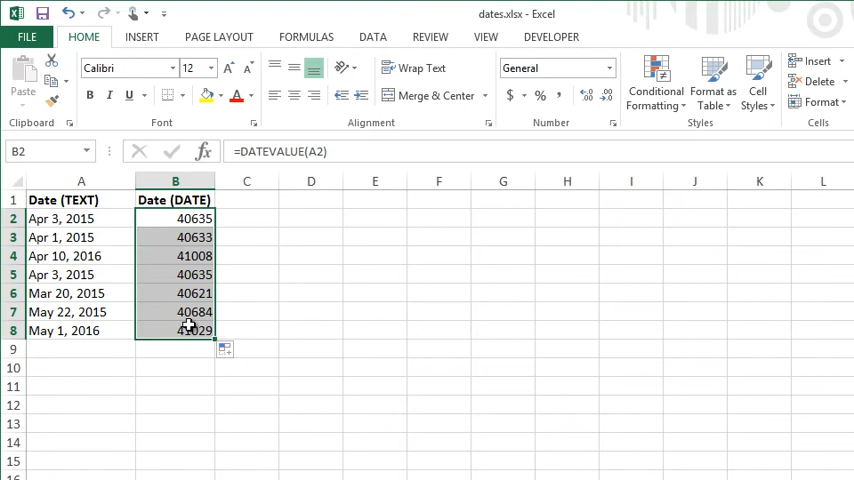 dates.xlsx - Excel
FILE HOME INSERT PAGE LAYOUT FORMULAS DATA REVIEW VIEW DEVELOPER
Calibri 12 Wrap Text General Insert
Paste B I U Merge & Center $ % , Conditional Formatting Format as Table Cell Styles Delete
Format
Clipboard Font Alignment Number Styles Cells
B2 fx =DATEVALUE(A2)
A B C D E F G H I J K L
1 Date (TEXT) Date (DATE)
2 Apr 3, 2015 40635
3 Apr 1, 2015 40633
4 Apr 10, 2016 41008
5 Apr 3, 2015 40635
6 Mar 20, 2015 40621
7 May 22, 2015 40684
8 May 1, 2016 41029
9
10
11
12
13
14
15
16